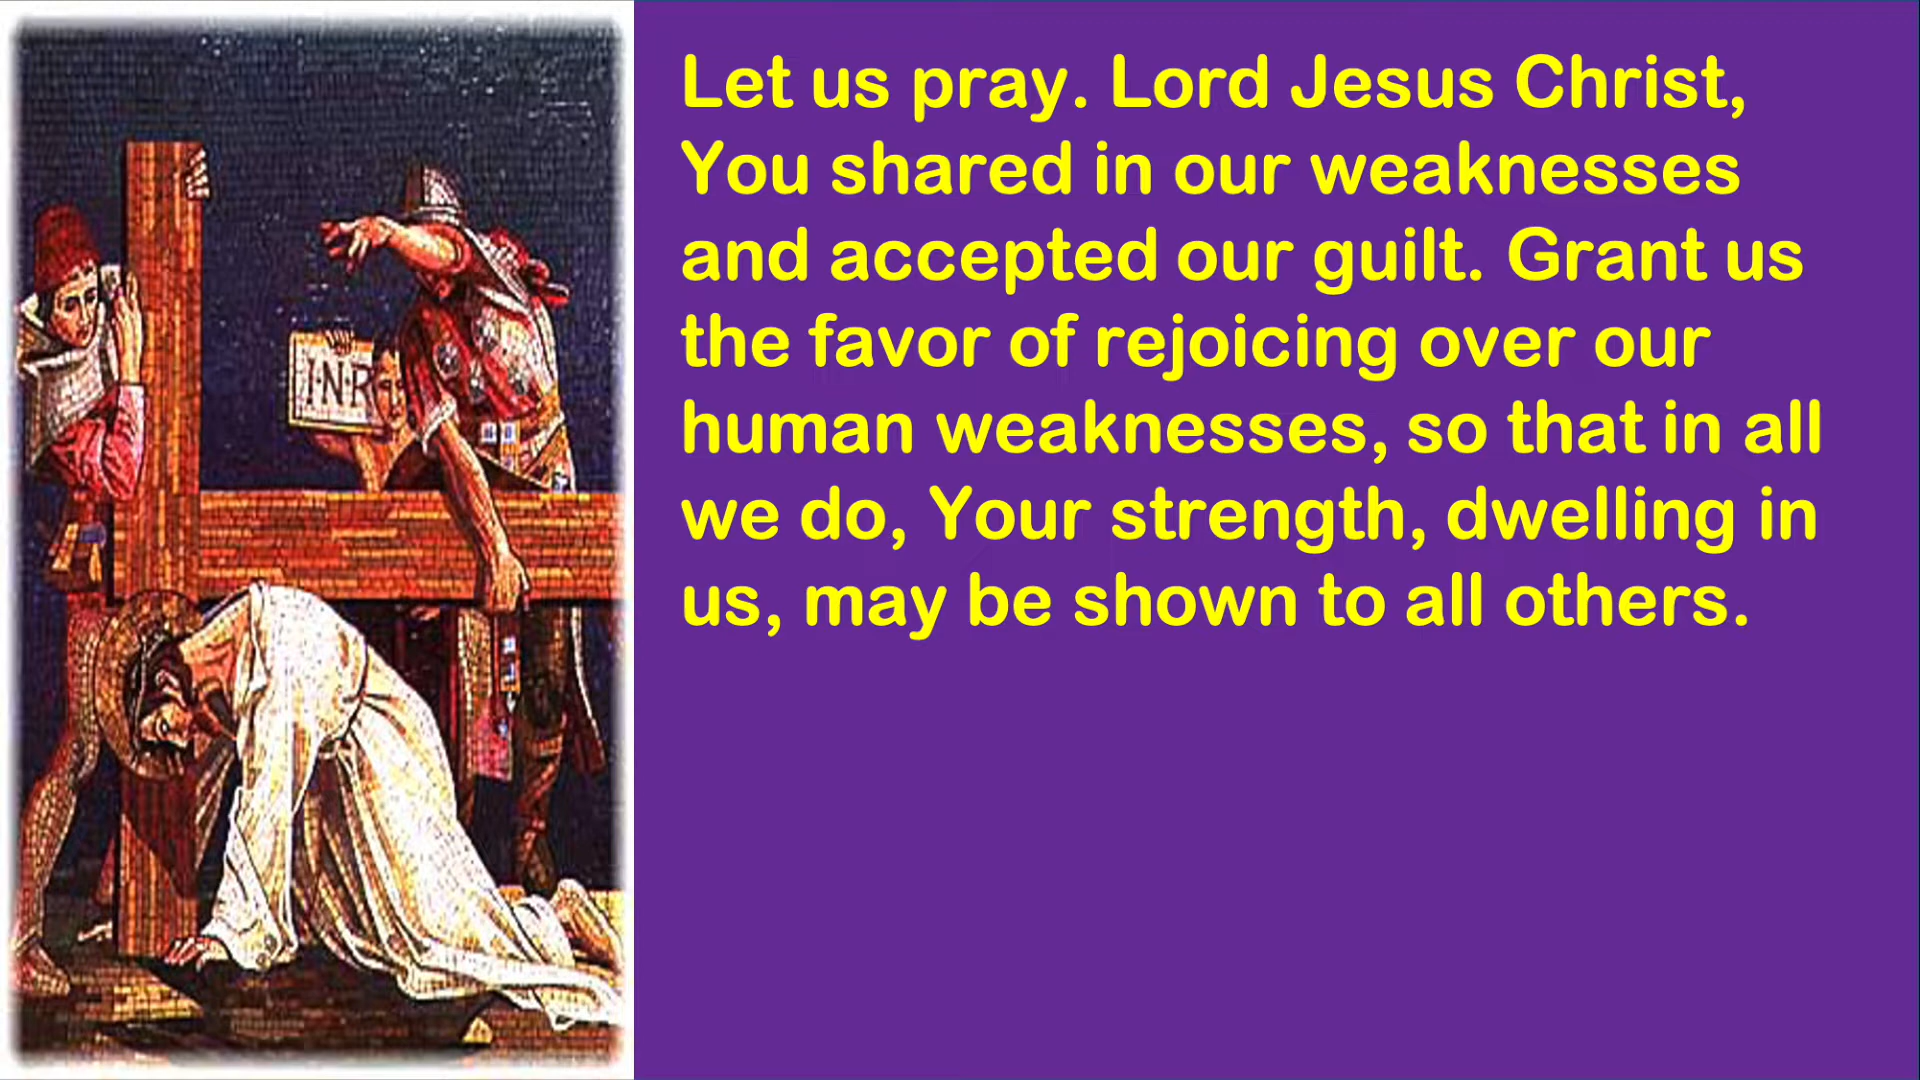 Let us pray. Lord Jesus Christ,
You shared in our weaknesses
and accepted our guilt. Grant us
the favor of rejoicing over our
human weaknesses, so that in all
we do, Your strength, dwelling in
us, may be shown to all others.
I·N·R